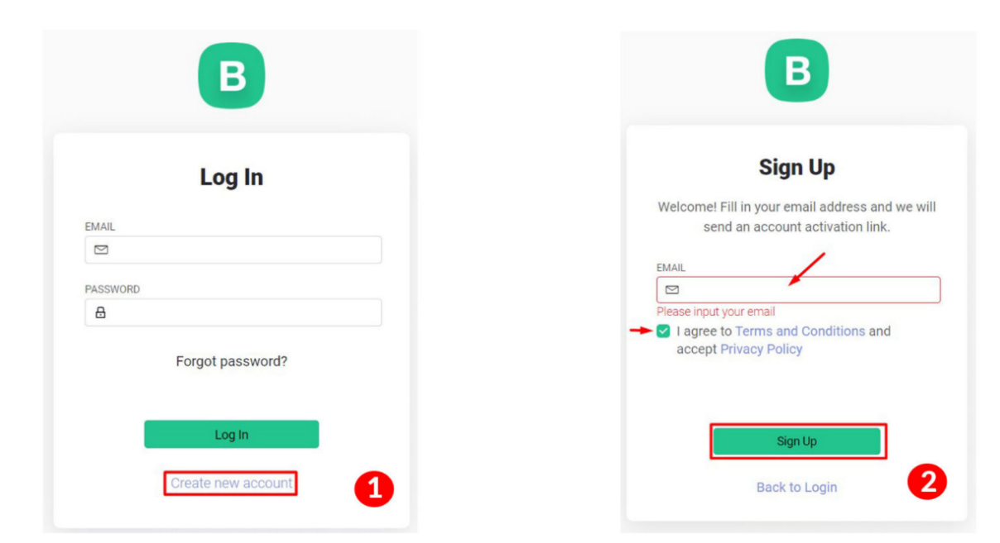 B
Log In
EMAIL
PASSWORD
Forgot password?
Log In
Create new account
1
B
Sign Up
Welcome! Fill in your email address and we will
send an account activation link.
EMAIL
Please input your email
I agree to Terms and Conditions and
accept Privacy Policy
Sign Up
Back to Login
2